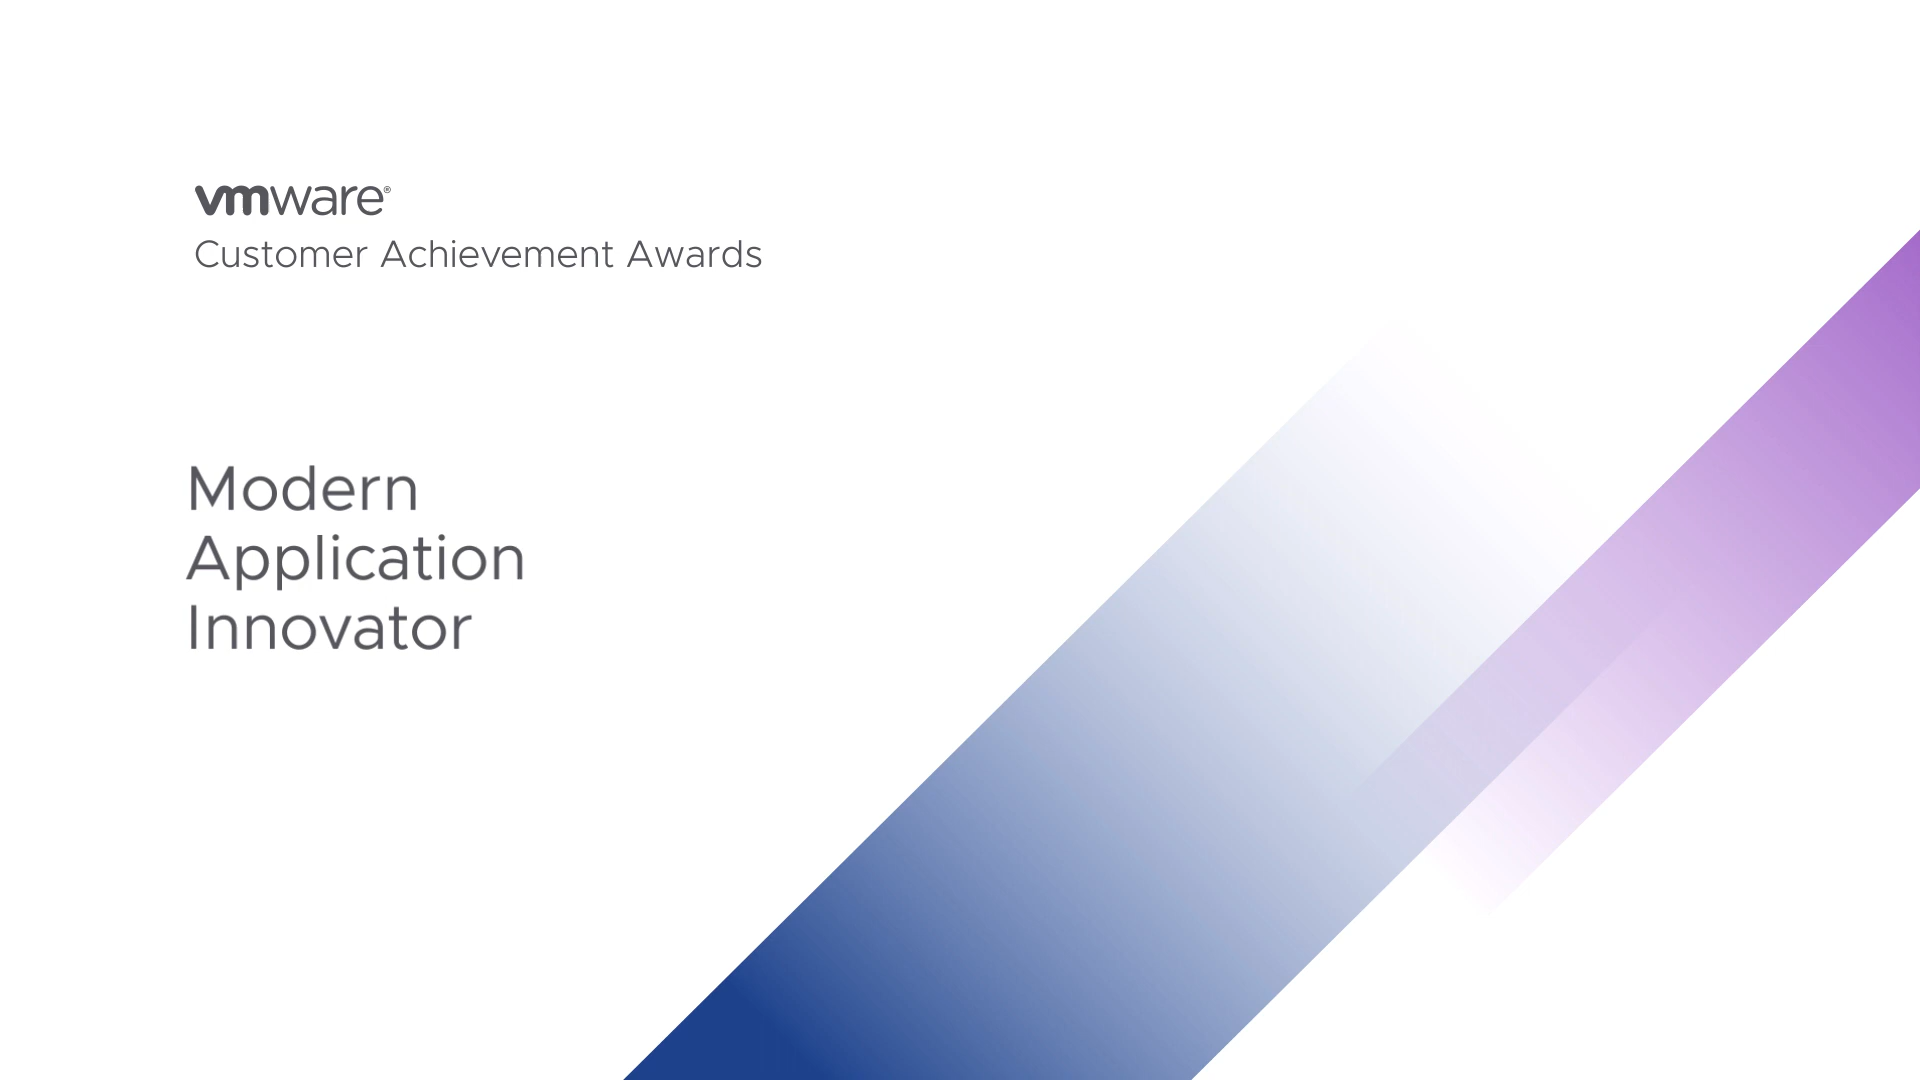 vmware®
Customer Achievement Awards
Modern
Application
Innovator